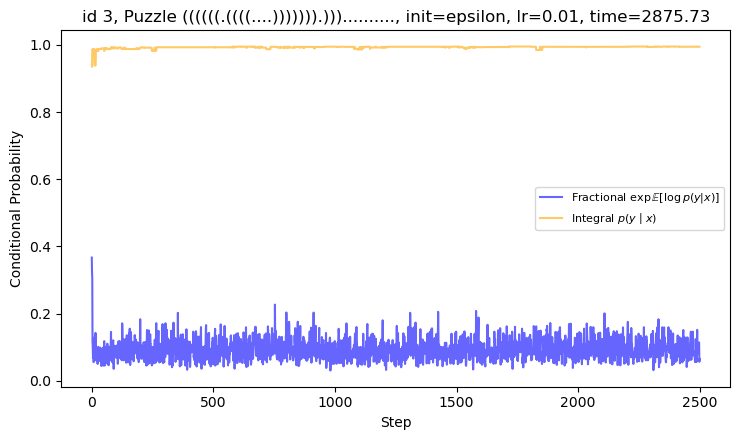 id 3, Puzzle ((((((.((((....))))))).))).........., init=epsilon, lr=0.01, time=2875.73
Conditional Probability
1.0
0.8
0.6
0.4
0.2
0.0
Fractional exp𝔼[log p(y|x)]
Integral p(y | x)
0 500 1000 1500 2000 2500
Step